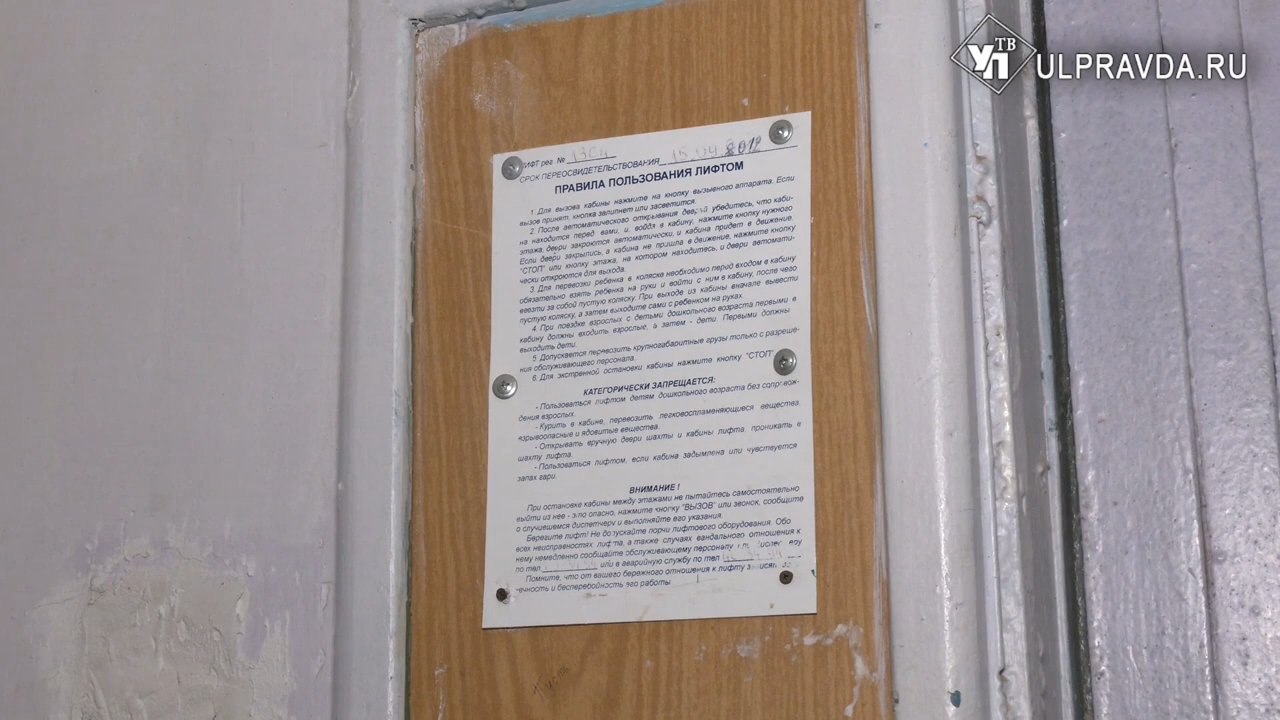 УП ТВ ULPRAVDA.RU
ЛИФТ рег. №
СРОК ПЕРЕОСВИДЕТЕЛЬСТВОВАНИЯ 15.04 2012
ПРАВИЛА ПОЛЬЗОВАНИЯ ЛИФТОМ
1. Для вызова кабины нажмите на кнопку вызывного аппарата. Если
вызов принят, кнопка залипнет или засветится.
2. После автоматического открывания дверей убедитесь, что каби-
на находится перед вами, и, войдя в кабину, нажмите кнопку нужного
этажа, двери закроются автоматически, и кабина придет в движение.
Если двери закрылись, а кабина не пришла в движение, нажмите кнопку
"СТОП" или кнопку этажа, на котором находитесь, и двери автомати-
чески откроются для выхода.
3. Для перевозки ребенка в коляске необходимо перед входом в кабину
обязательно взять ребенка на руки и войти с ним в кабину, после чего
ввезти за собой пустую коляску. При выходе из кабины вначале вывести
пустую коляску, а затем выходите сами с ребенком на руках.
4. При поездке взрослых с детьми дошкольного возраста первыми в
кабину должны входить взрослые, а затем - дети. Первыми должны
выходить дети.
5. Допускается перевозить крупногабаритные грузы только с разреше-
ния обслуживающего персонала.
6. Для экстренной остановки кабины нажмите кнопку "СТОП"
КАТЕГОРИЧЕСКИ ЗАПРЕЩАЕТСЯ:
- Пользоваться лифтом детям дошкольного возраста без сопровож-
дения взрослых.
- Курить в кабине, перевозить легковоспламеняющиеся вещества
взрывоопасные и ядовитые вещества.
- Открывать вручную двери шахты и кабины лифта, проникать в
шахту лифта.
- Пользоваться лифтом, если кабина задымлена или чувствуется
запах гари.
ВНИМАНИЕ !
При остановке кабины между этажами не пытайтесь самостоятельно
выйти из нее - это опасно, нажмите кнопку "ВЫЗОВ" или звонок, сообщите
о случившемся диспетчеру и выполняйте его указания.
Берегите лифт! Не допускайте порчи лифтового оборудования. Обо
всех неисправностях лифта, а также случаях вандального отношения к
нему немедленно сообщайте обслуживающему персоналу
по тел. или в аварийную службу по тел
Помните, что от вашего бережного отношения к лифту
бесперебойность его работы